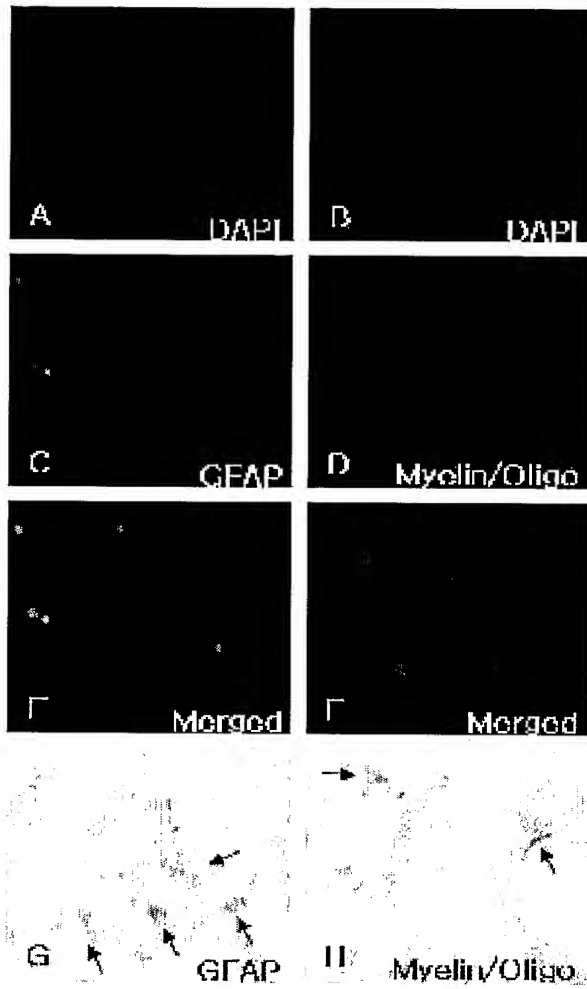 A DAPI
B DAPI
C GFAP
D Myelin/Oligo
E Merged
F Merged
G GFAP
H Myelin/Oligo